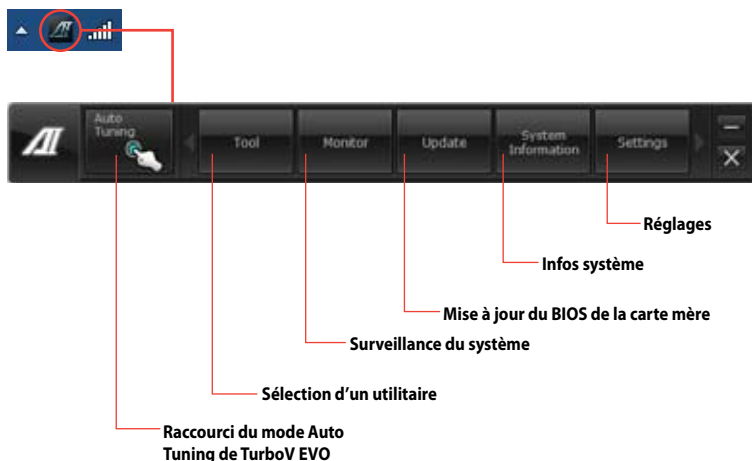 Auto
Tuning
Tool
Monitor
Update
System
Information
Settings
Réglages
Infos système
Mise à jour du BIOS de la carte mère
Surveillance du système
Sélection d’un utilitaire
Raccourci du mode Auto
Tuning de TurboV EVO